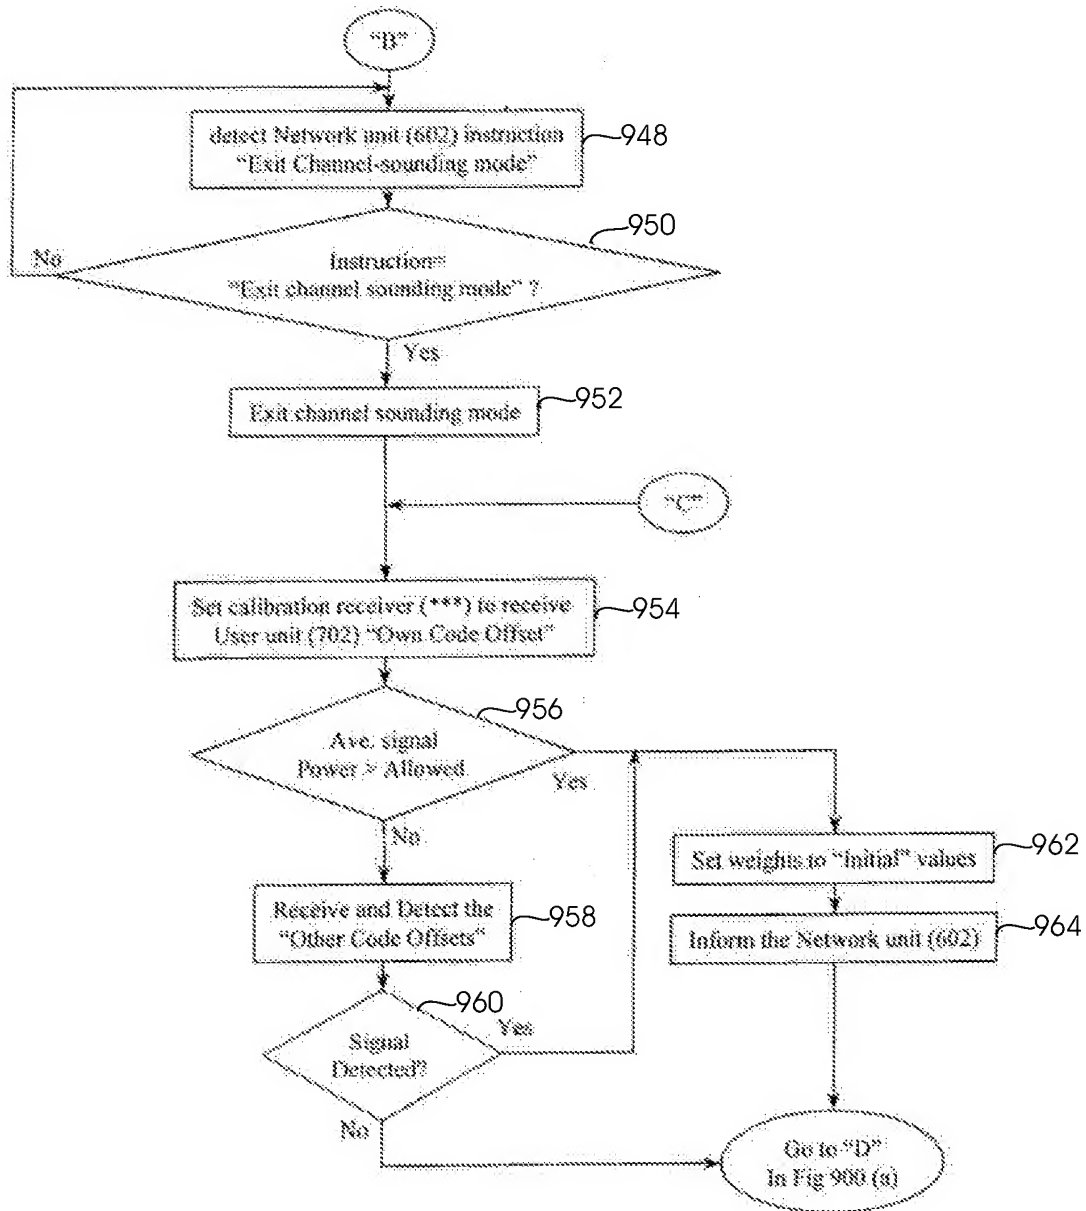 "B"
detect Network unit (602) instruction
"Exit Channel-sounding mode"
948
950
No
Instruction=
"Exit channel sounding mode" ?
Yes
Exit channel sounding mode
952
"C"
Set calibration receiver (***) to receive
User unit (702) "Own Code Offset"
954
956
Ave. signal
Power > Allowed
Yes
No
Set weights to "Initial" values
962
Receive and Detect the
"Other Code Offsets"
958
Inform the Network unit (602)
964
960
Yes
Signal
Detected?
No
Go to "D"
In Fig 900 (a)